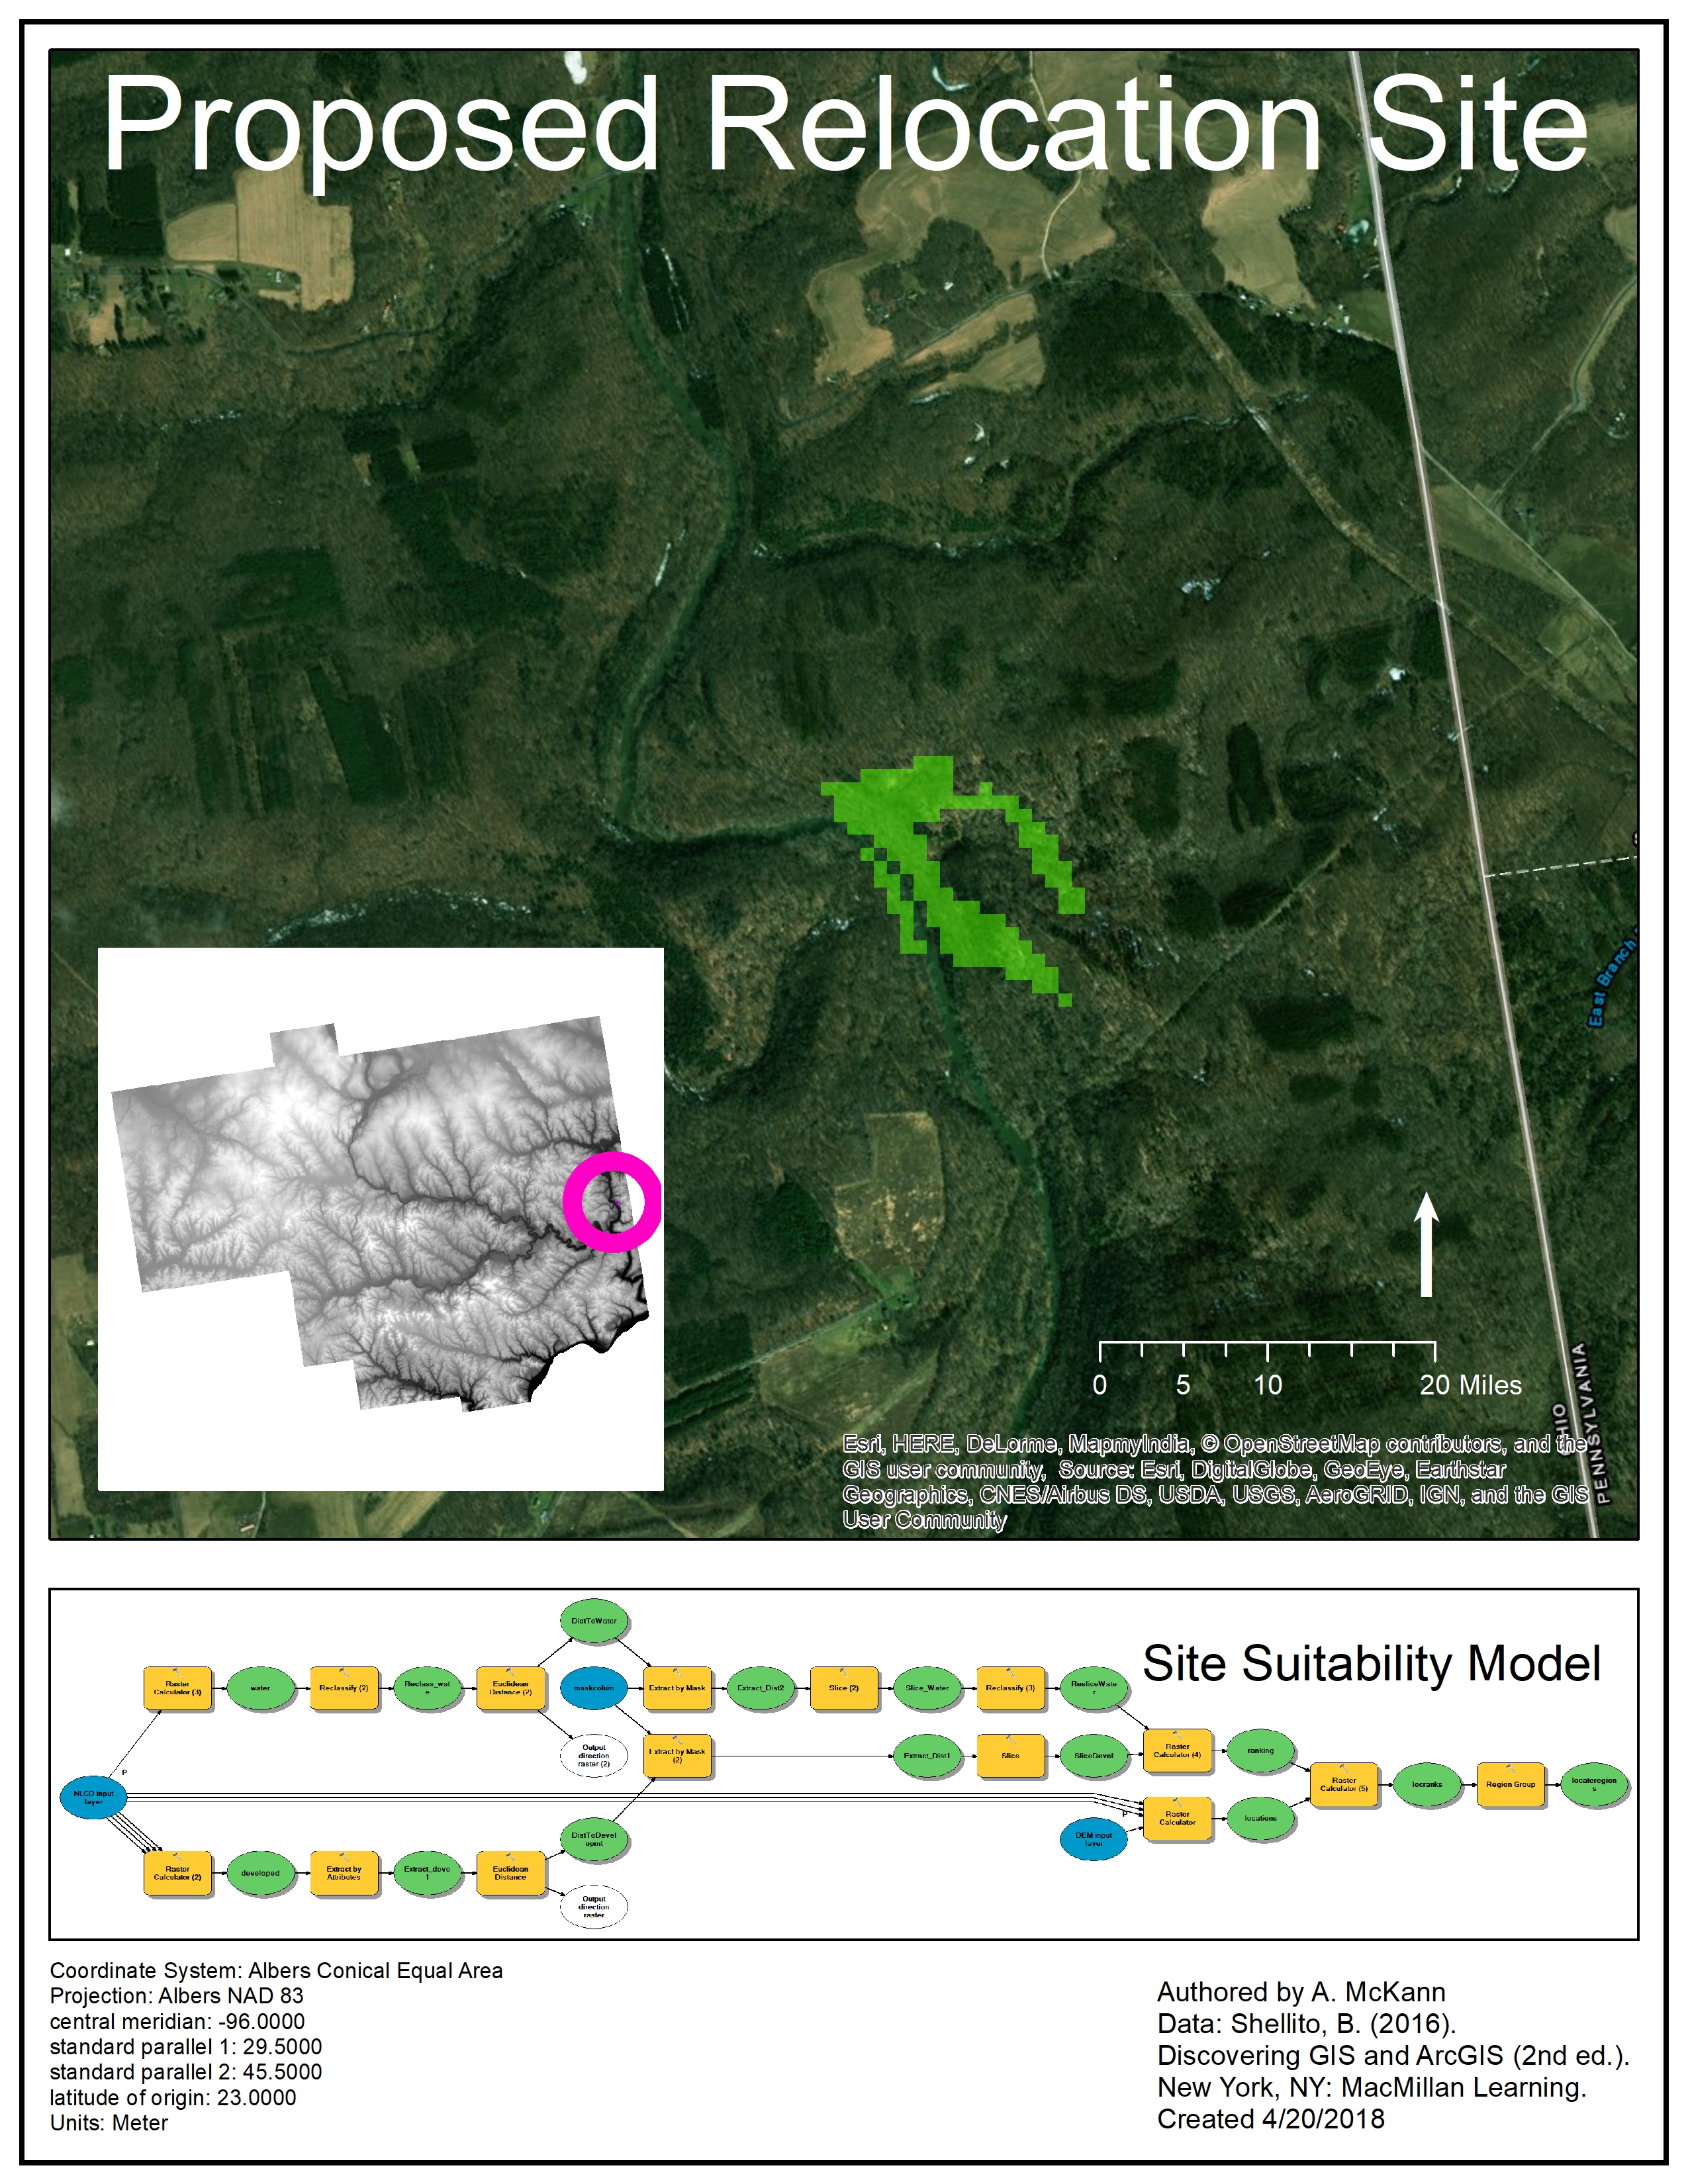 Proposed Relocation Site
East Branch
0 5 10 20 Miles
OHIO
PENNSYLVANIA
Esri, HERE, DeLorme, MapmyIndia, © OpenStreetMap contributors, and the
GIS user community, Source: Esri, DigitalGlobe, GeoEye, Earthstar
Geographics, CNES/Airbus DS, USDA, USGS, AeroGRID, IGN, and the GIS
User Community
Site Suitability Model
DistToWater
Raster
Calculator (3)
water
Reclassify (2)
Reclass_wat
e
Euclidean
Distance (2)
maskcolum
Extract by Mask
Extract_Dist2
Slice (2)
Slice_Water
Reclassify (3)
ResliceWate
r
Output
direction
raster (2)
Extract by Mask
(2)
Extract_Dist1
Slice
SliceDevel
Raster
Calculator (4)
ranking
P
NLCD input
layer
Raster
Calculator (5)
locranks
Region Group
locateregion
s
P
DEM input
layer
Raster
Calculator
locations
DistToDevel
opmt
Raster
Calculator (2)
developed
Extract by
Attributes
Extract_deve
1
Euclidean
Distance
Output
direction
raster
Coordinate System: Albers Conical Equal Area
Projection: Albers NAD 83
central meridian: -96.0000
standard parallel 1: 29.5000
standard parallel 2: 45.5000
latitude of origin: 23.0000
Units: Meter
Authored by A. McKann
Data: Shellito, B. (2016).
Discovering GIS and ArcGIS (2nd ed.).
New York, NY: MacMillan Learning.
Created 4/20/2018